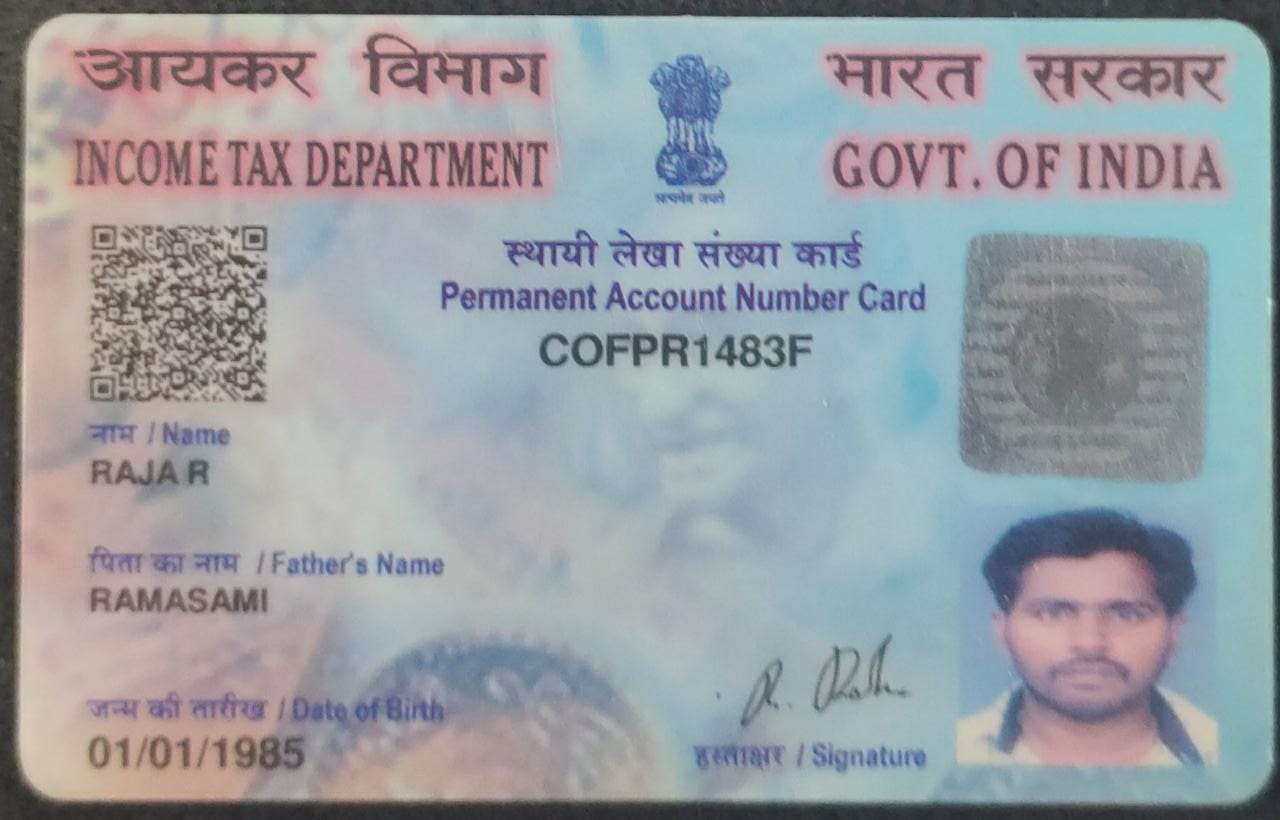 आयकर विभाग
INCOME TAX DEPARTMENT
सत्यमेव जयते
भारत सरकार
GOVT. OF INDIA
स्थायी लेखा संख्या कार्ड
Permanent Account Number Card
COFPR1483F
नाम / Name
RAJA R
पिता का नाम / Father's Name
RAMASAMI
जन्म की तारीख / Date of Birth
01/01/1985
R.
हस्ताक्षर / Signature